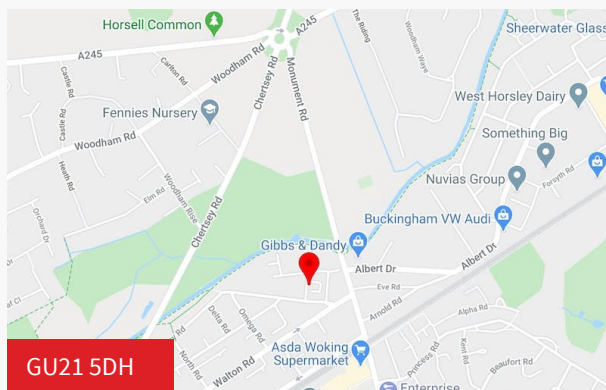 Horsell Common
A245
A245
Woodham Rd
The Riding
Woodham Waye
Sheerwater Glass
Castle Rd
Castle Rd
Carlton Rd
Chertsey Rd
Monument Rd
West Horsley Dairy
Fennies Nursery
Something Big
Woodham Rd
Heath Rd
Elm Rd
Woodham Rise
Nuvias Group
Forsyth Rd
Orchard Dr
Chertsey Rd
Buckingham VW Audi
Gibbs & Dandy
Albert Dr
Albert Dr
Eve Rd
Arnold Rd
Delta Rd
Omega Rd
Alpha Rd
North Rd
Walton Rd
Asda Woking
Supermarket
Princess Rd
Kent Rd
Beaufort Rd
GU21 5DH
Enterprise